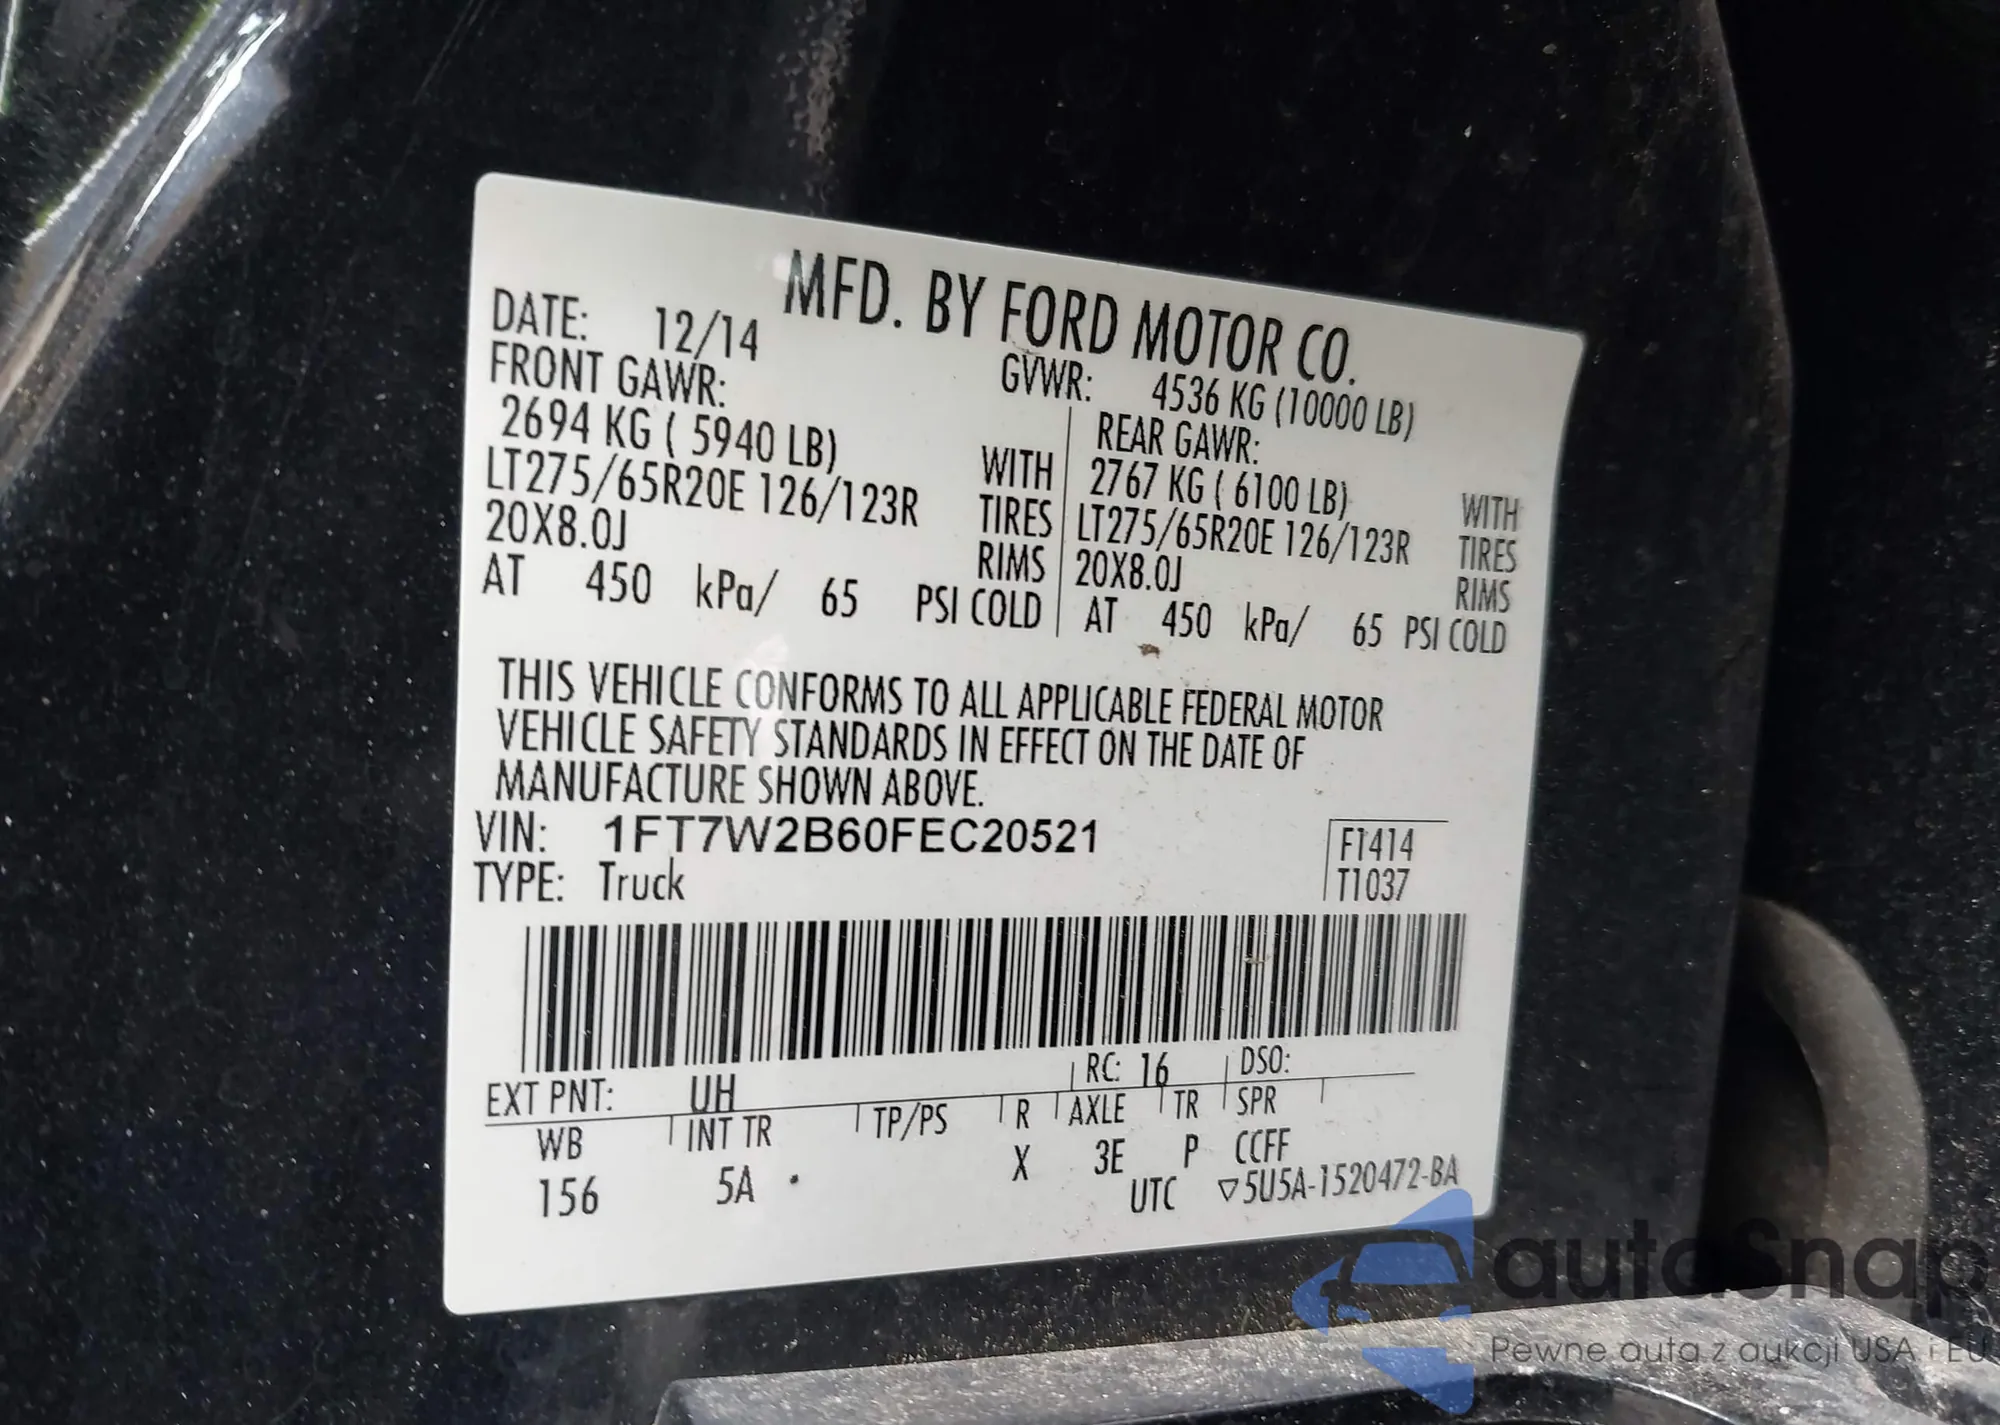 MFD. BY FORD MOTOR CO.
DATE: 12/14 GVWR: 4536 KG (10000 LB)
FRONT GAWR: REAR GAWR:
2694 KG ( 5940 LB) WITH 2767 KG ( 6100 LB) WITH
LT275/65R20E 126/123R TIRES LT275/65R20E 126/123R TIRES
20X8.0J RIMS 20X8.0J RIMS
AT 450 kPa/ 65 PSI COLD AT 450 kPa/ 65 PSI COLD
THIS VEHICLE CONFORMS TO ALL APPLICABLE FEDERAL MOTOR
VEHICLE SAFETY STANDARDS IN EFFECT ON THE DATE OF
MANUFACTURE SHOWN ABOVE.
VIN: 1FT7W2B60FEC20521 F1414
TYPE: Truck T1037
EXT PNT: UH RC: 16 DSO:
WB INT TR TP/PS R AXLE TR SPR
156 5A X 3E P CCFF
UTC ▽5U5A-1520472-BA
autoSnap
Pewne auta z aukcji USA i EU